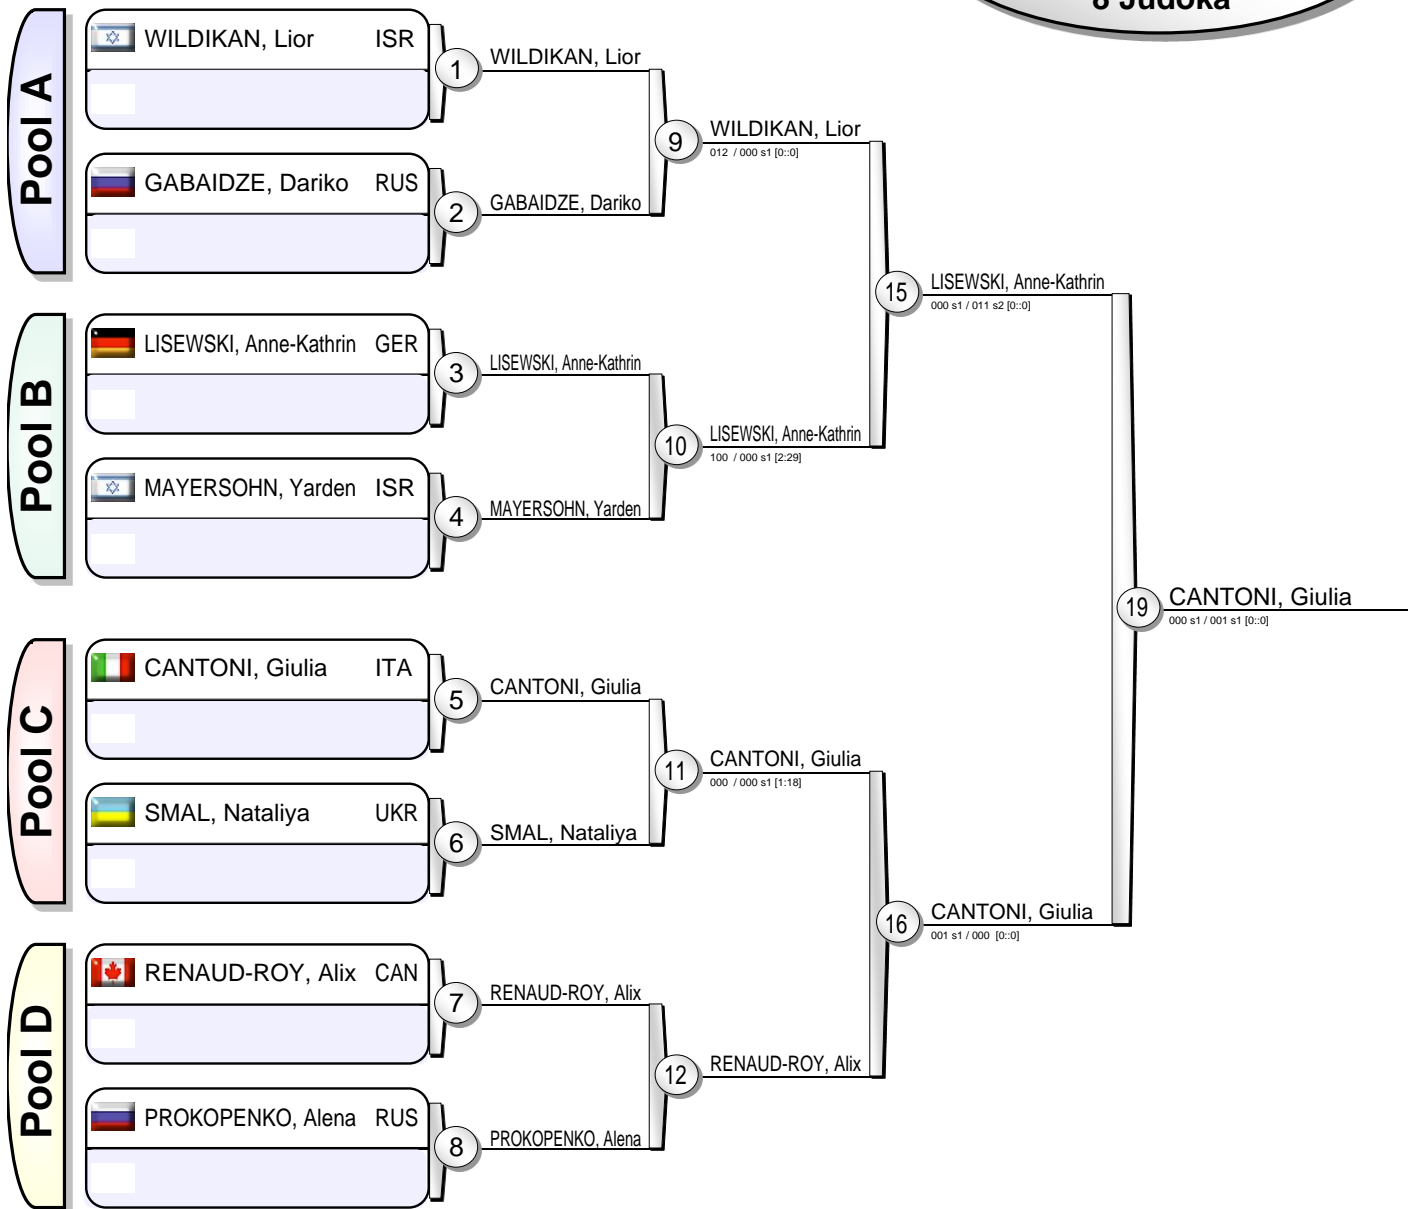 8 Judoka
Pool A
WILDIKAN, Lior ISR
GABAIDZE, Dariko RUS
Pool B
LISEWSKI, Anne-Kathrin GER
MAYERSOHN, Yarden ISR
Pool C
CANTONI, Giulia ITA
SMAL, Nataliya UKR
Pool D
RENAUD-ROY, Alix CAN
PROKOPENKO, Alena RUS
1
WILDIKAN, Lior
2
GABAIDZE, Dariko
3
LISEWSKI, Anne-Kathrin
4
MAYERSOHN, Yarden
5
CANTONI, Giulia
6
SMAL, Nataliya
7
RENAUD-ROY, Alix
8
PROKOPENKO, Alena
9
WILDIKAN, Lior
012 / 000 s1 [0::0]
10
LISEWSKI, Anne-Kathrin
100 / 000 s1 [2:29]
11
CANTONI, Giulia
000 / 000 s1 [1:18]
12
RENAUD-ROY, Alix
15
LISEWSKI, Anne-Kathrin
000 s1 / 011 s2 [0::0]
16
CANTONI, Giulia
001 s1 / 000 [0::0]
19
CANTONI, Giulia
000 s1 / 001 s1 [0::0]